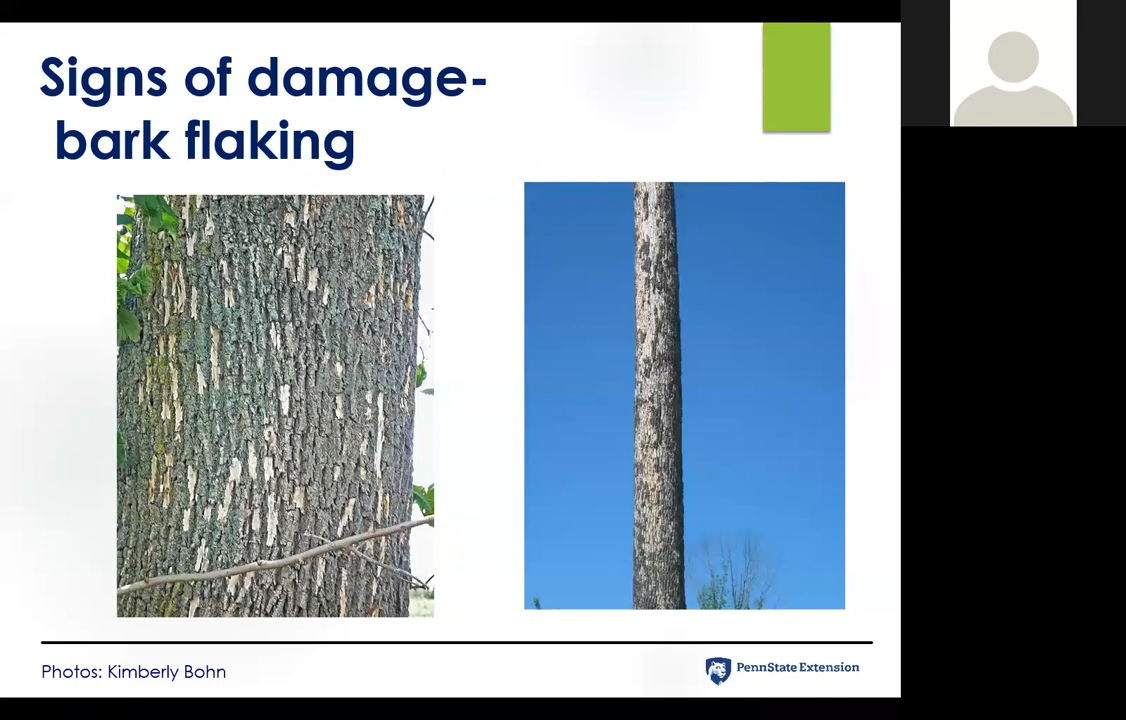 Signs of damage-
bark flaking
Photos: Kimberly Bohn
PennState Extension